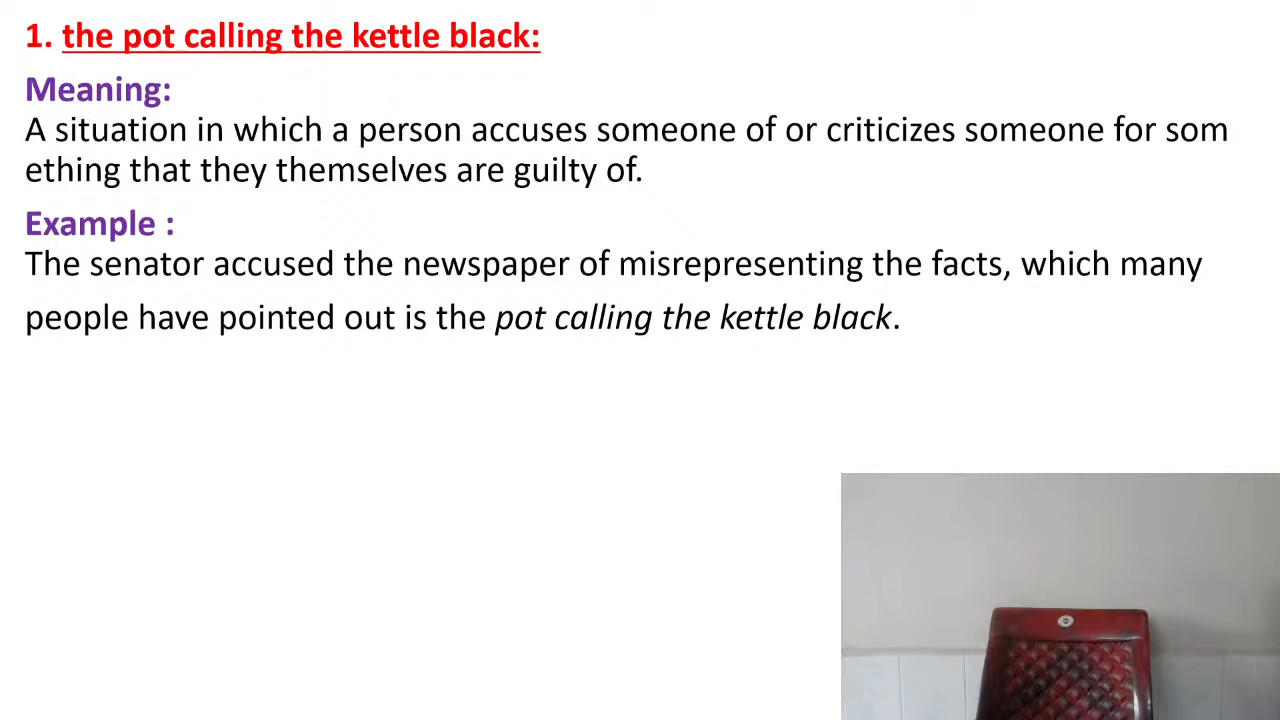 1. the pot calling the kettle black:
Meaning:
A situation in which a person accuses someone of or criticizes someone for som
ething that they themselves are guilty of.
Example :
The senator accused the newspaper of misrepresenting the facts, which many
people have pointed out is the pot calling the kettle black.